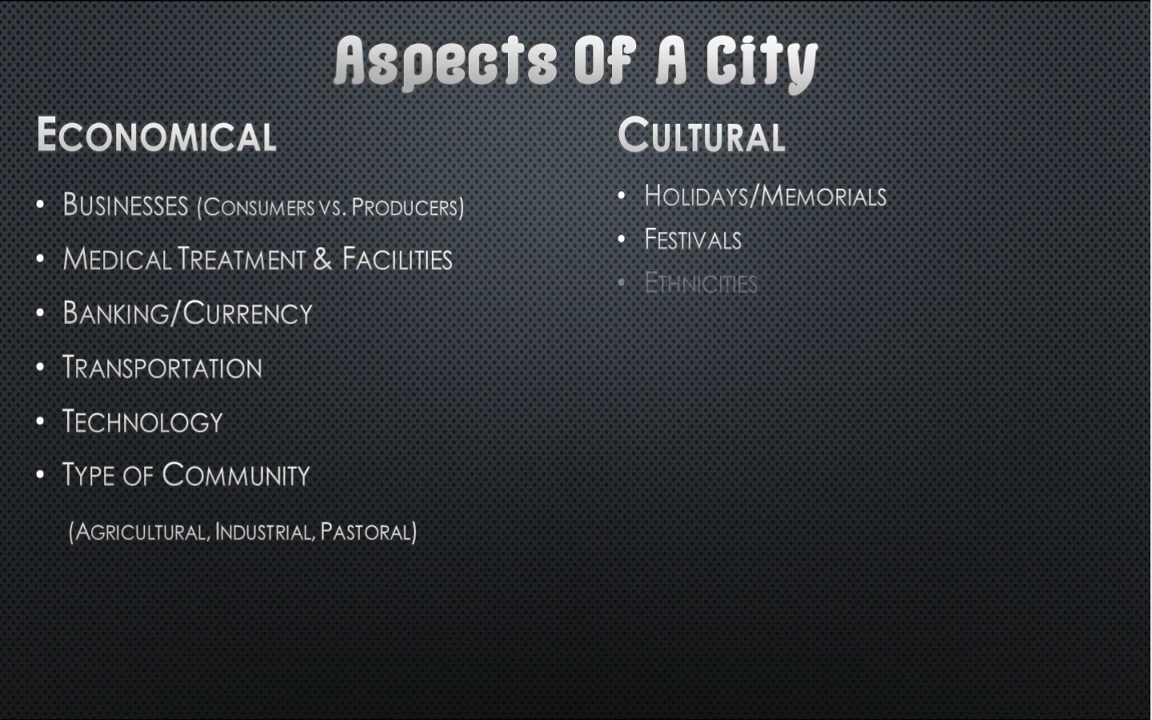 Aspects Of A City
Economical
• Businesses (Consumers vs. Producers)
• Medical Treatment & Facilities
• Banking/Currency
• Transportation
• Technology
• Type of Community
(Agricultural, Industrial, Pastoral)
Cultural
• Holidays/Memorials
• Festivals
• Ethnicities